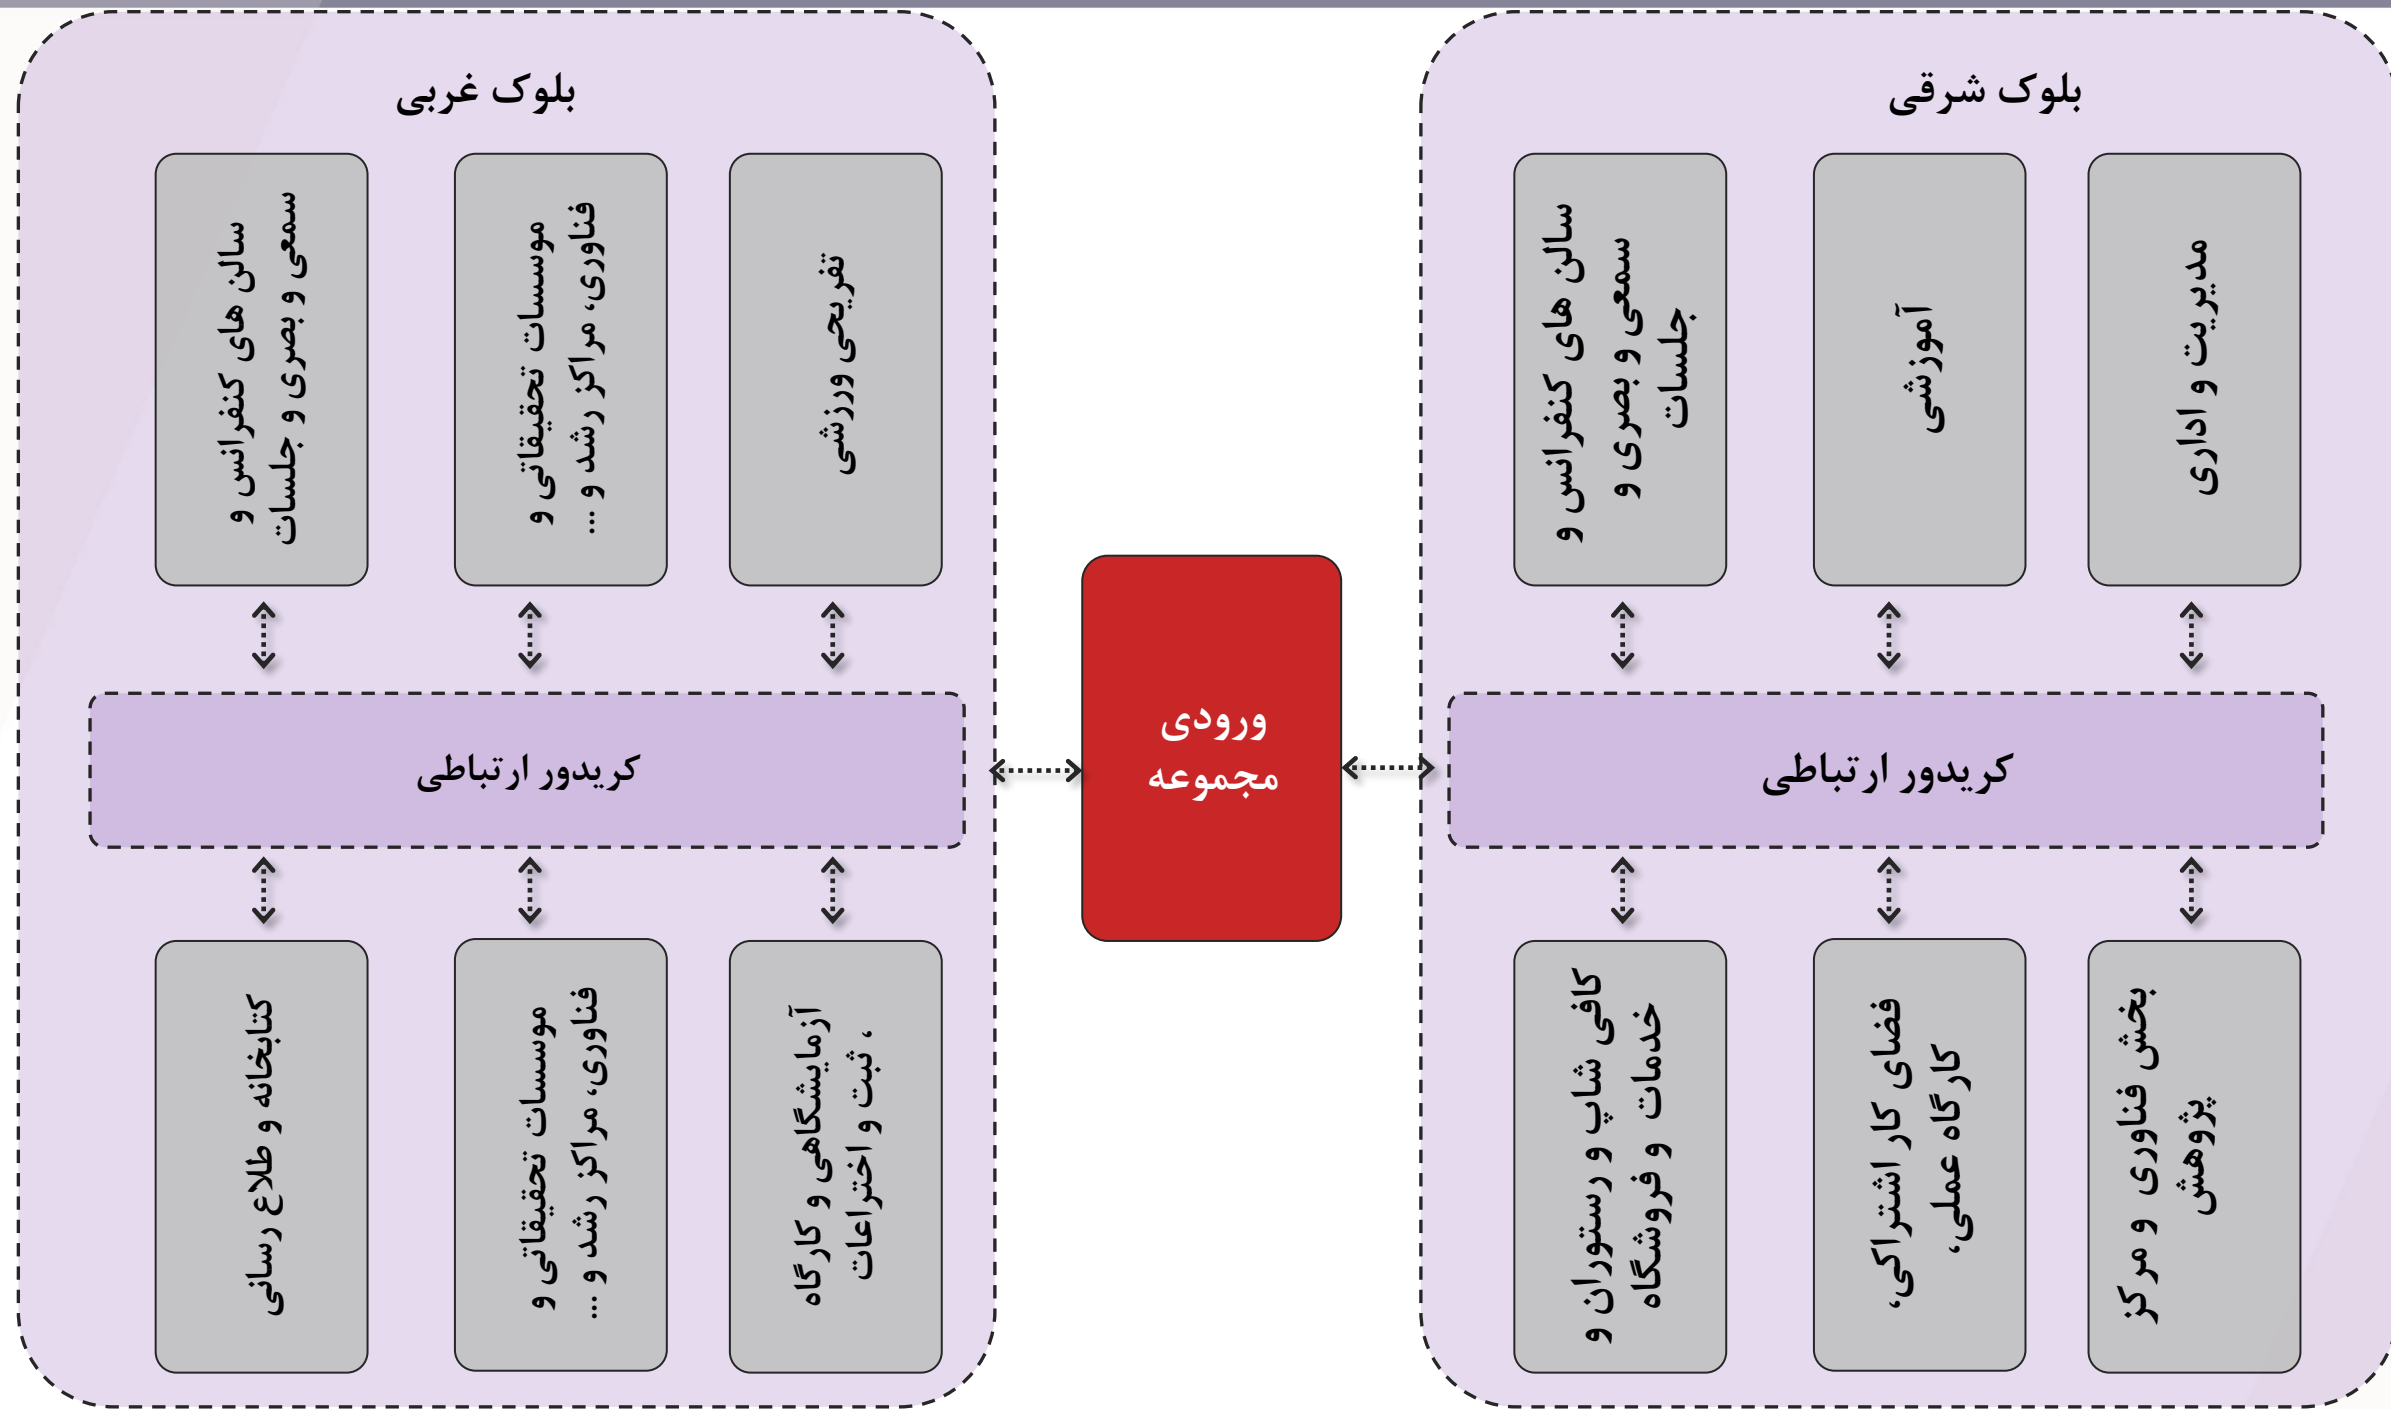 بلوک شرقی
مدیریت و اداری
آموزشی
سالن های کنفرانس و
سمعی و بصری و
جلسات
کریدور ارتباطی
بخش فناوری و مرکز
پژوهش
فضای کار اشتراکی،
کارگاه عملی،
کافی شاپ و رستوران و
خدمات و فروشگاه
ورودی
مجموعه
بلوک غربی
تفریحی ورزشی
موسسات تحقیقاتی و
فناوری، مراکز رشد و ...
سالن های کنفرانس و
سمعی و بصری و جلسات
کریدور ارتباطی
آزمایشگاهی و کارگاه
، ثبت و اختراعات
موسسات تحقیقاتی و
فناوری، مراکز رشد و ...
کتابخانه و طلاع رسانی